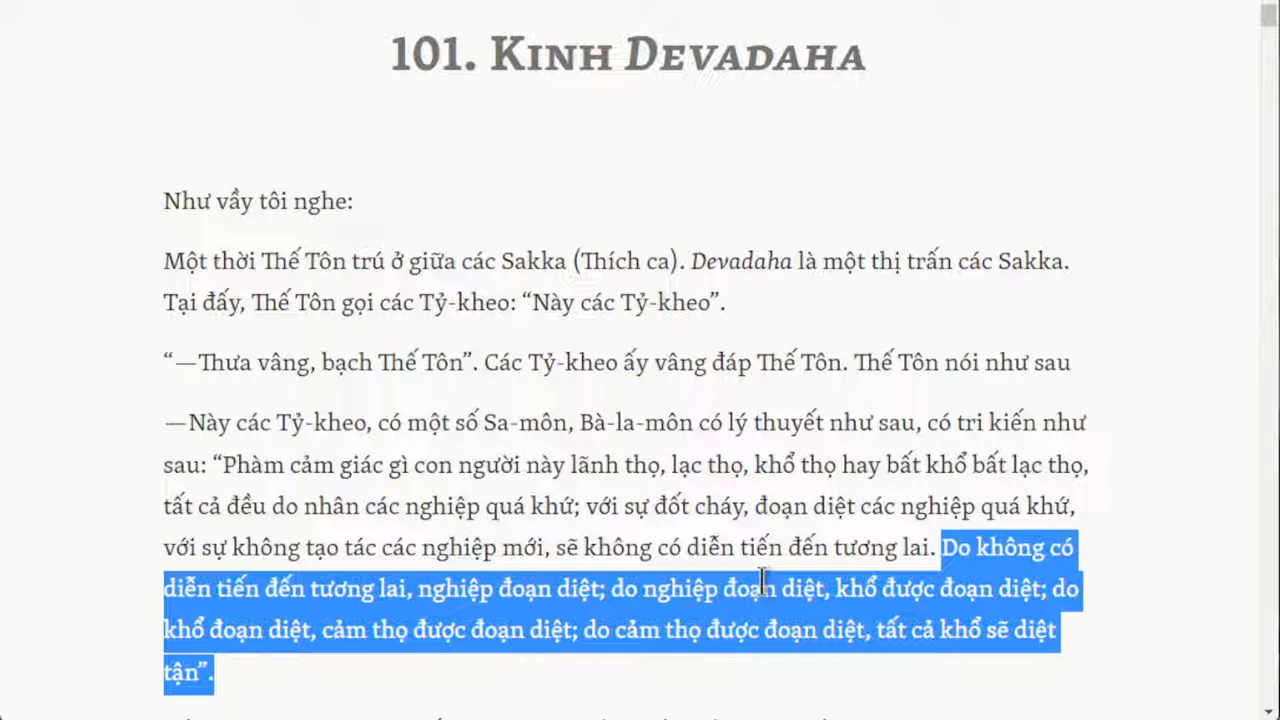 101. Kinh Devadaha
Như vầy tôi nghe:
Một thời Thế Tôn trú ở giữa các Sakka (Thích ca). Devadaha là một thị trấn các Sakka.
Tại đấy, Thế Tôn gọi các Tỷ-kheo: “Này các Tỷ-kheo”.
“—Thưa vâng, bạch Thế Tôn”. Các Tỷ-kheo ấy vâng đáp Thế Tôn. Thế Tôn nói như sau
—Này các Tỷ-kheo, có một số Sa-môn, Bà-la-môn có lý thuyết như sau, có tri kiến như
sau: “Phàm cảm giác gì con người này lãnh thọ, lạc thọ, khổ thọ hay bất khổ bất lạc thọ,
tất cả đều do nhân các nghiệp quá khứ; với sự đốt cháy, đoạn diệt các nghiệp quá khứ,
với sự không tạo tác các nghiệp mới, sẽ không có diễn tiến đến tương lai. Do không có
diễn tiến đến tương lai, nghiệp đoạn diệt; do nghiệp đoạn diệt, khổ được đoạn diệt; do
khổ đoạn diệt, cảm thọ được đoạn diệt; do cảm thọ được đoạn diệt, tất cả khổ sẽ diệt
tận”.